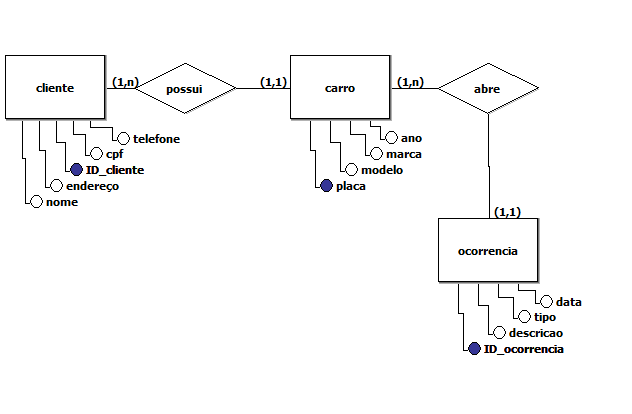 cliente
(1,n)
possui
(1,1)
carro
(1,n)
abre
telefone
cpf
ID_cliente
endereço
nome
ano
marca
modelo
placa
(1,1)
ocorrencia
data
tipo
descricao
ID_ocorrencia